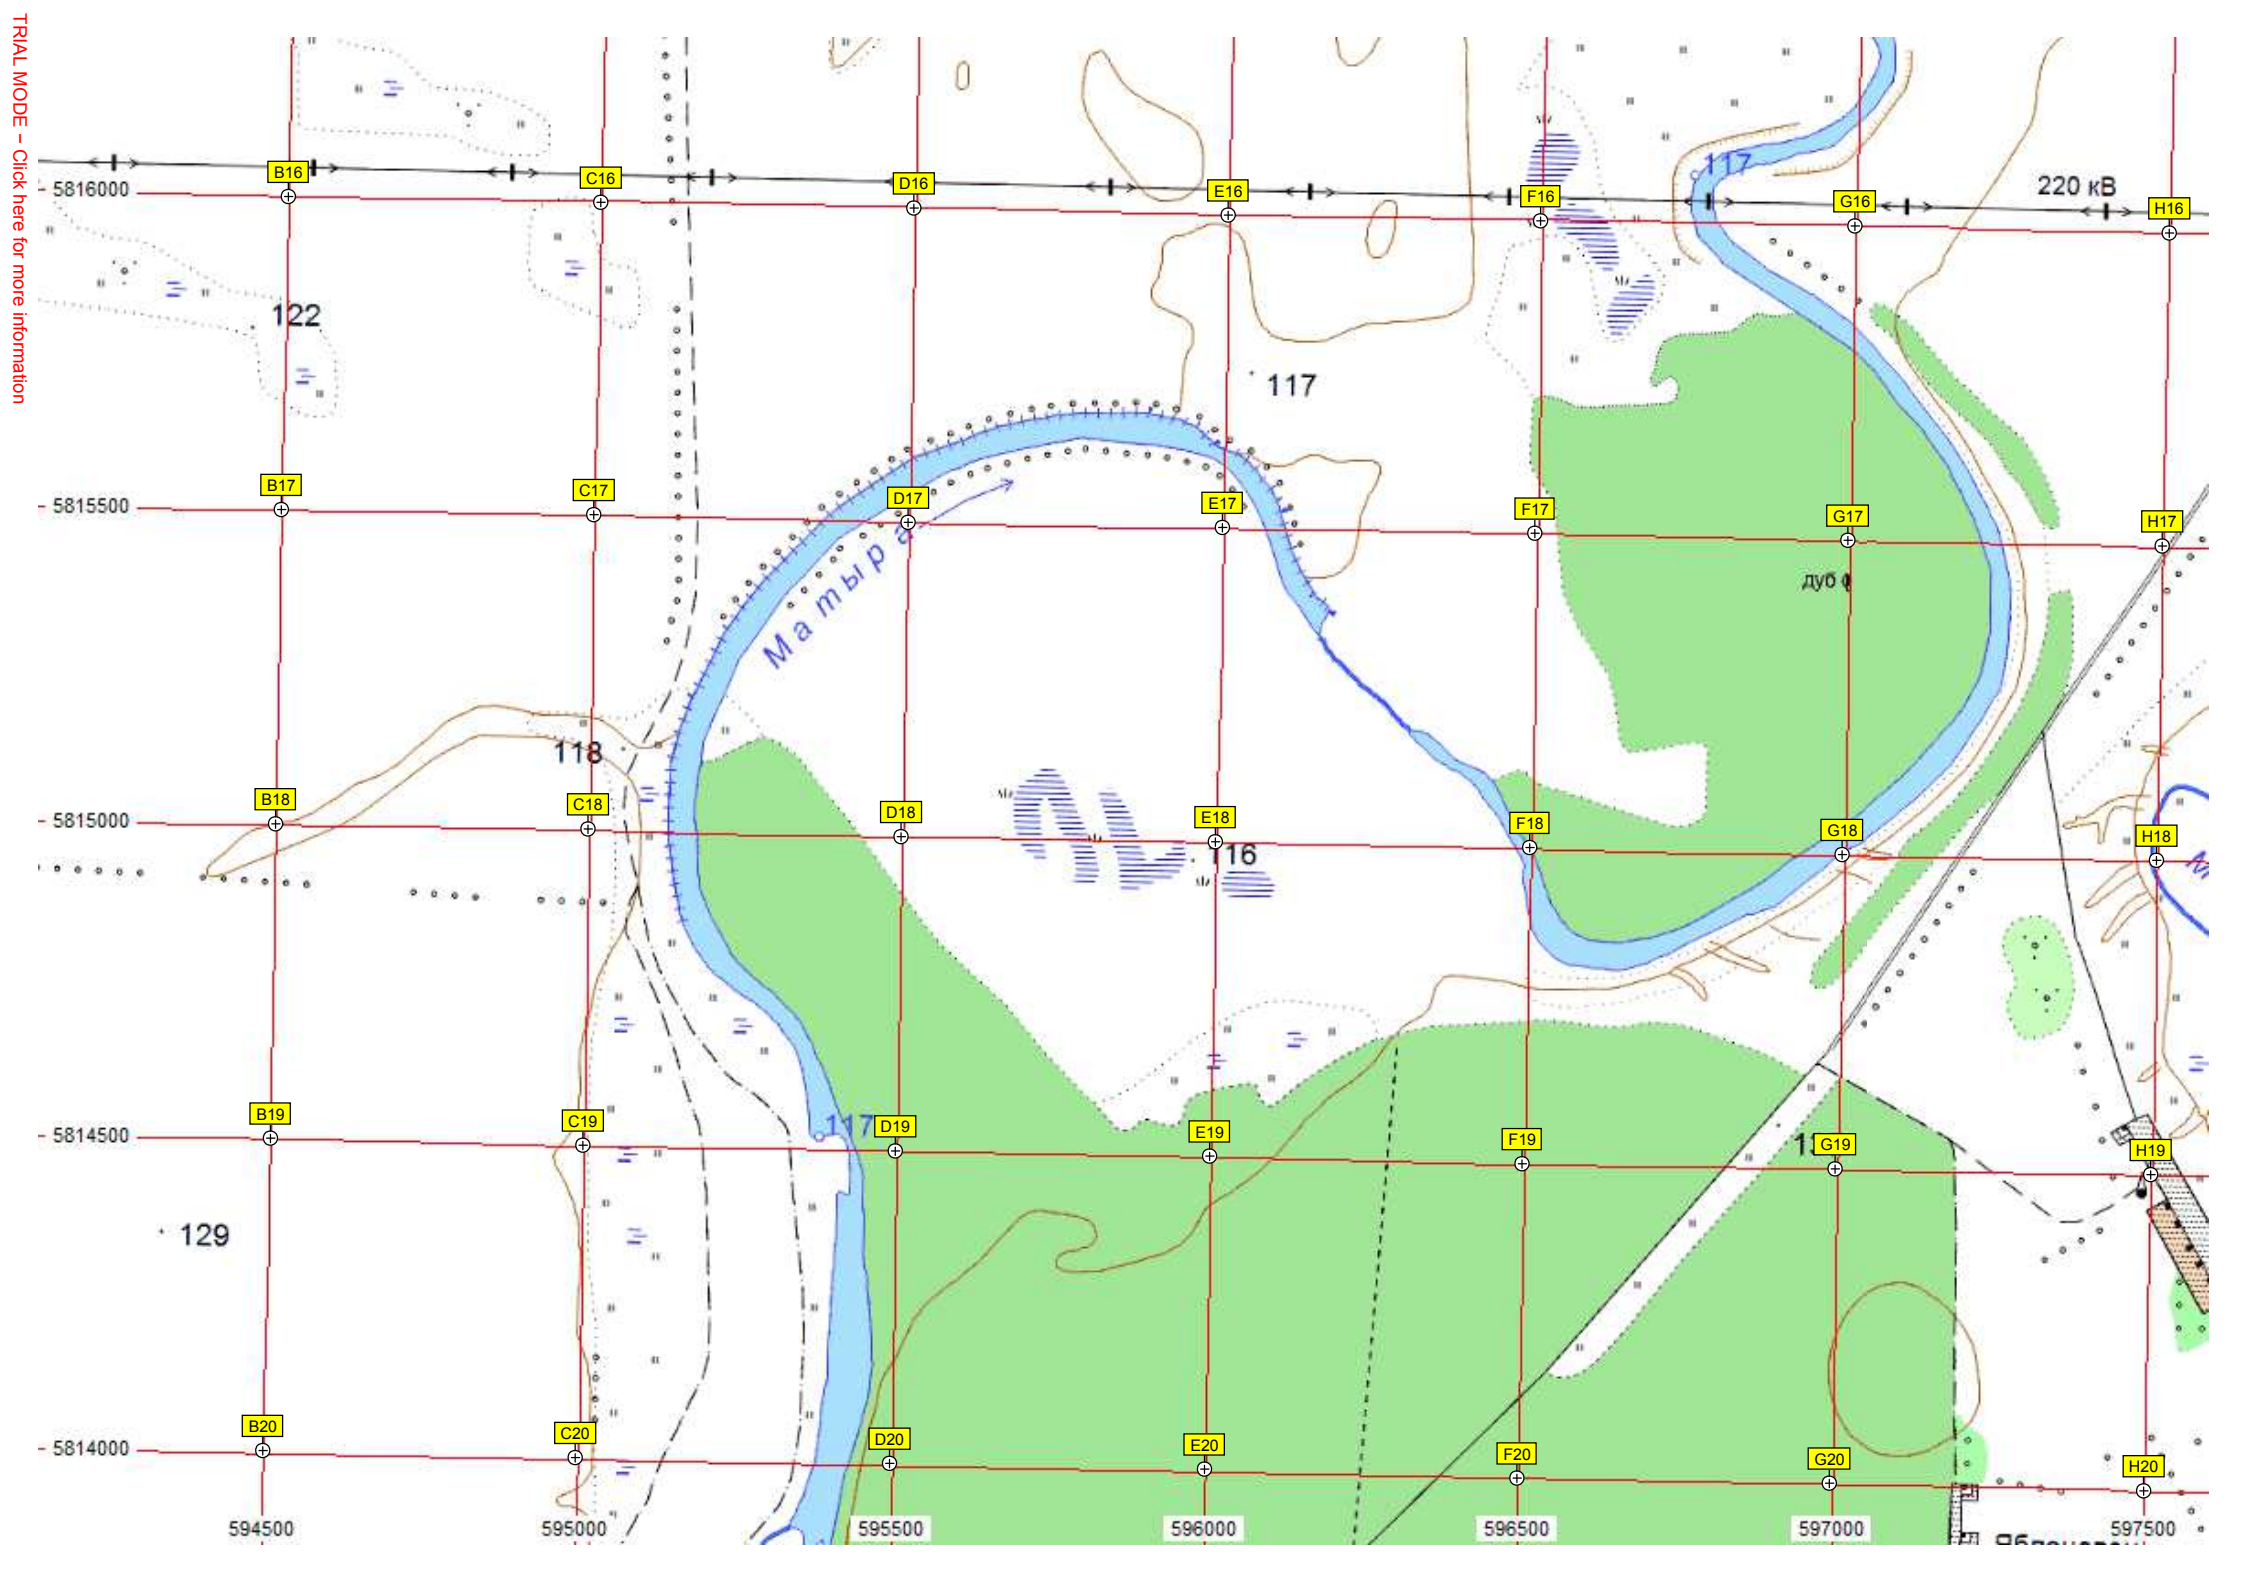 TRIAL MODE – Click here for more information
117
220 кВ
B16
C16
D16
E16
F16
G16
H16
5816000
122
117
B17
C17
D17
E17
F17
G17
H17
5815500
Матыра
дуб
118
B18
C18
D18
E18
F18
G18
H18
5815000
116
B19
C19
117
D19
E19
F19
G19
H19
5814500
129
B20
C20
D20
E20
F20
G20
H20
5814000
594500
595000
595500
596000
596500
597000
597500